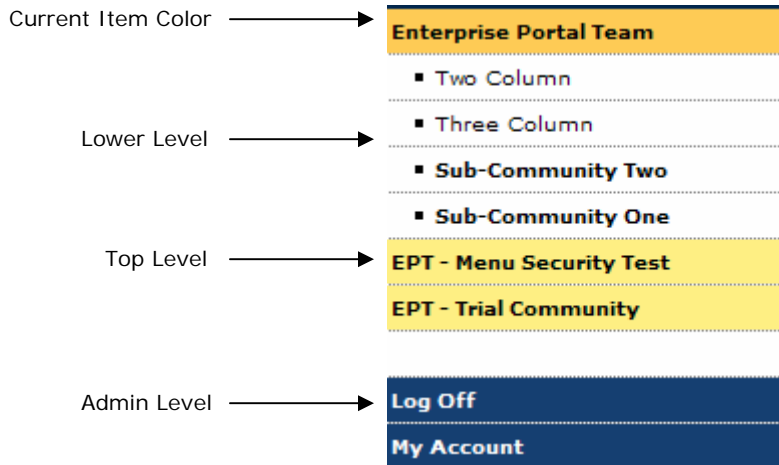 Current Item Color
Enterprise Portal Team
▪ Two Column
▪ Three Column
Lower Level
▪ Sub-Community Two
▪ Sub-Community One
Top Level
EPT - Menu Security Test
EPT - Trial Community
Admin Level
Log Off
My Account